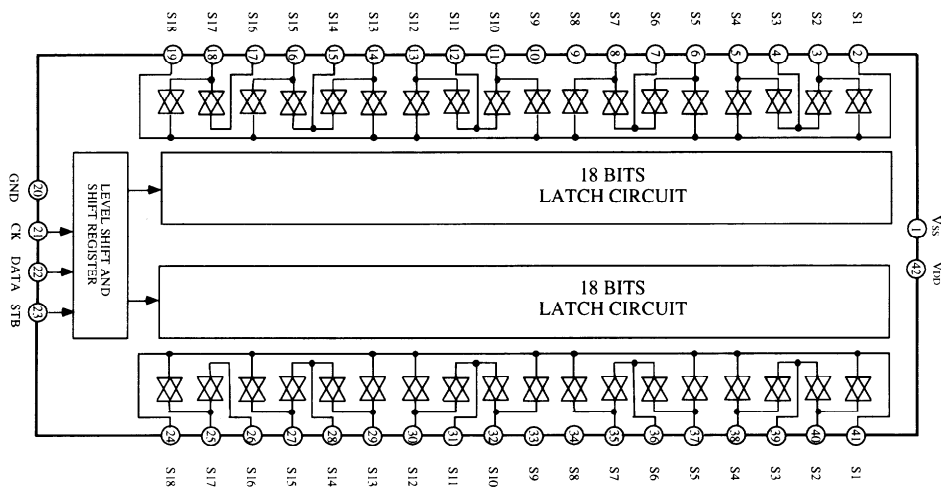 S18 S17 S16 S15 S14 S13 S12 S11 S10 S9 S8 S7 S6 S5 S4 S3 S2 S1
19 18 17 16 15 14 13 12 11 10 9 8 7 6 5 4 3 2
18 BITS
LATCH CIRCUIT
LEVEL SHIFT AND
SHIFT REGISTER
GND 20
CK 21
DATA 22
STB 23
1 VSS
42 VDD
18 BITS
LATCH CIRCUIT
24 25 26 27 28 29 30 31 32 33 34 35 36 37 38 39 40 41
S18 S17 S16 S15 S14 S13 S12 S11 S10 S9 S8 S7 S6 S5 S4 S3 S2 S1